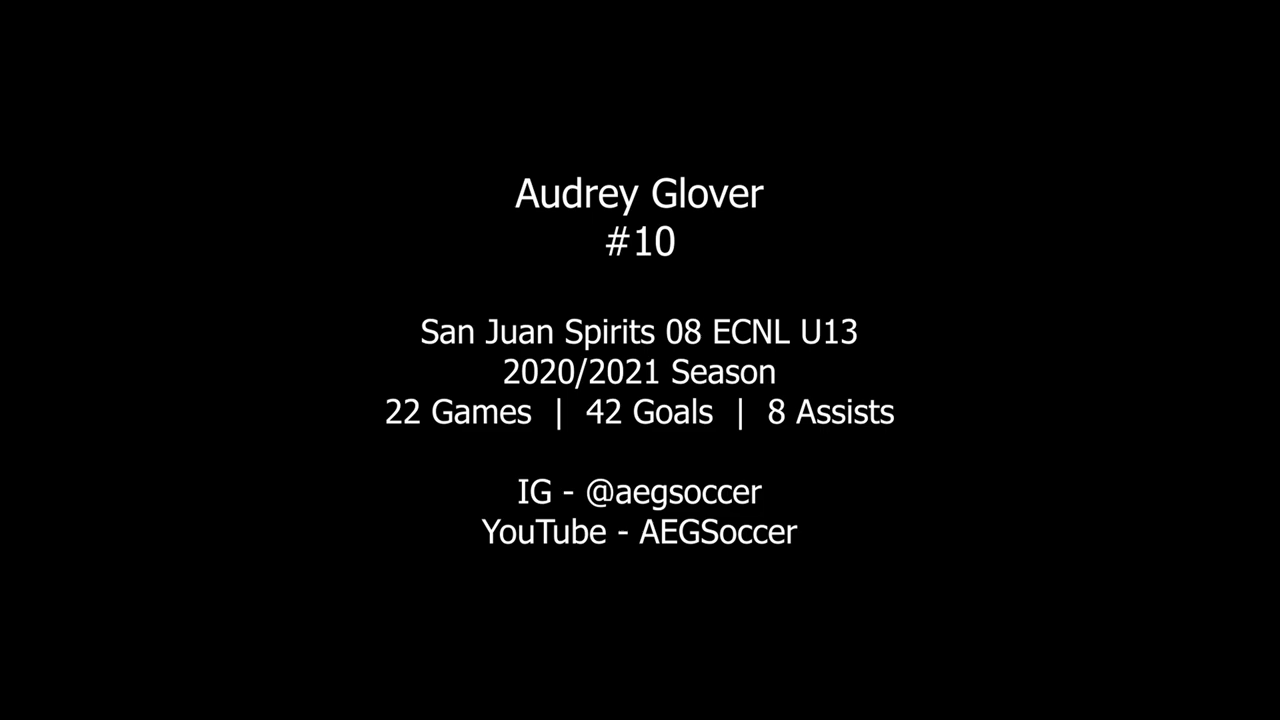 Audrey Glover
#10
San Juan Spirits 08 ECNL U13
2020/2021 Season
22 Games | 42 Goals | 8 Assists
IG - @aegsoccer
YouTube - AEGSoccer